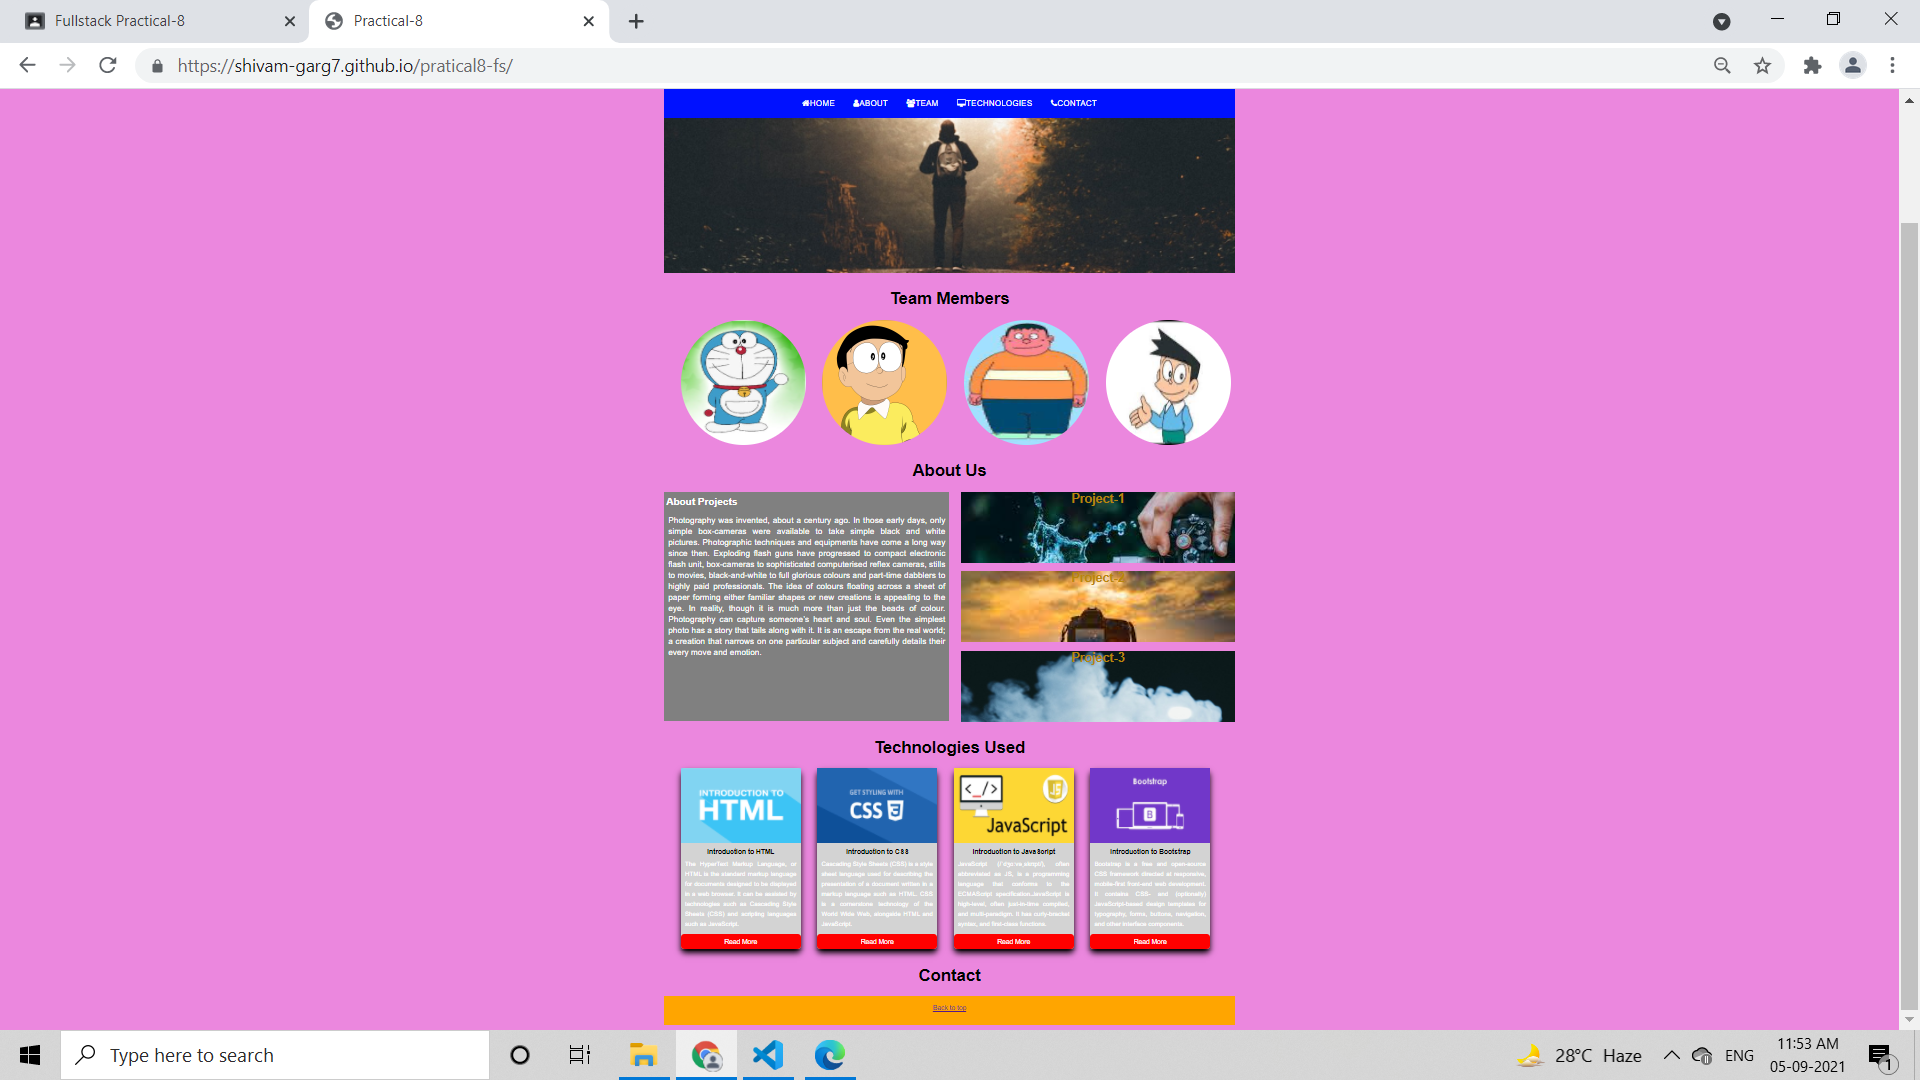 Fullstack Practical-8
Practical-8
https://shivam-garg7.github.io/pratical8-fs/
HOME ABOUT TEAM TECHNOLOGIES CONTACT
Team Members
About Us
About Projects
Photography was invented, about a century ago. In those early days, only
simple box-cameras were available to take simple black and white
pictures. Photographic techniques and equipments have come a long way
since then. Exploding flash guns have progressed to compact electronic
flash unit, box-cameras to sophisticated computerised reflex cameras, stills
to movies, black-and-white to full glorious colours and part-time dabblers to
highly paid professionals. The idea of colours floating across a sheet of
paper forming either familiar shapes or new creations is appealing to the
eye. In reality, though it is much more than just the beads of colour.
Photography can capture someone's heart and soul. Even the simplest
photo has a story that tails along with it. It is an escape from the real world;
a creation that narrows on one particular subject and carefully details their
every move and emotion.
Project-1
Project-2
Project-3
Technologies Used
INTRODUCTION TO
HTML
Introduction to HTML
The HyperText Markup Language, or
HTML is the standard markup language
for documents designed to be displayed
in a web browser. It can be assisted by
technologies such as Cascading Style
Sheets (CSS) and scripting languages
such as JavaScript.
Read More
GET STYLING WITH
CSS 3
Introduction to CSS
Cascading Style Sheets (CSS) is a style
sheet language used for describing the
presentation of a document written in a
markup language such as HTML. CSS
is a cornerstone technology of the
World Wide Web, alongside HTML and
JavaScript.
Read More
</>
JS
JavaScript
Introduction to JavaScript
JavaScript often
abbreviated as JS, is a programming
language that conforms to the
ECMAScript specification.JavaScript is
high-level, often just-in-time compiled,
and multi-paradigm. It has curly-bracket
syntax, and first-class functions.
Read More
Bootstrap
B
Introduction to Bootstrap
Bootstrap is a free and open-source
CSS framework directed at responsive,
mobile-first front-end web development.
It contains CSS- and (optionally)
JavaScript-based design templates for
typography, forms, buttons, navigation,
and other interface components.
Read More
Contact
Back to top
Type here to search
28°C Haze
ENG
11:53 AM
05-09-2021
1